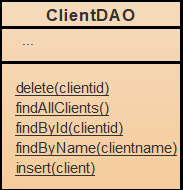 ClientDAO
...
delete(clientid)
findAllClients()
findById(clientid)
findByName(clientname)
insert(client)